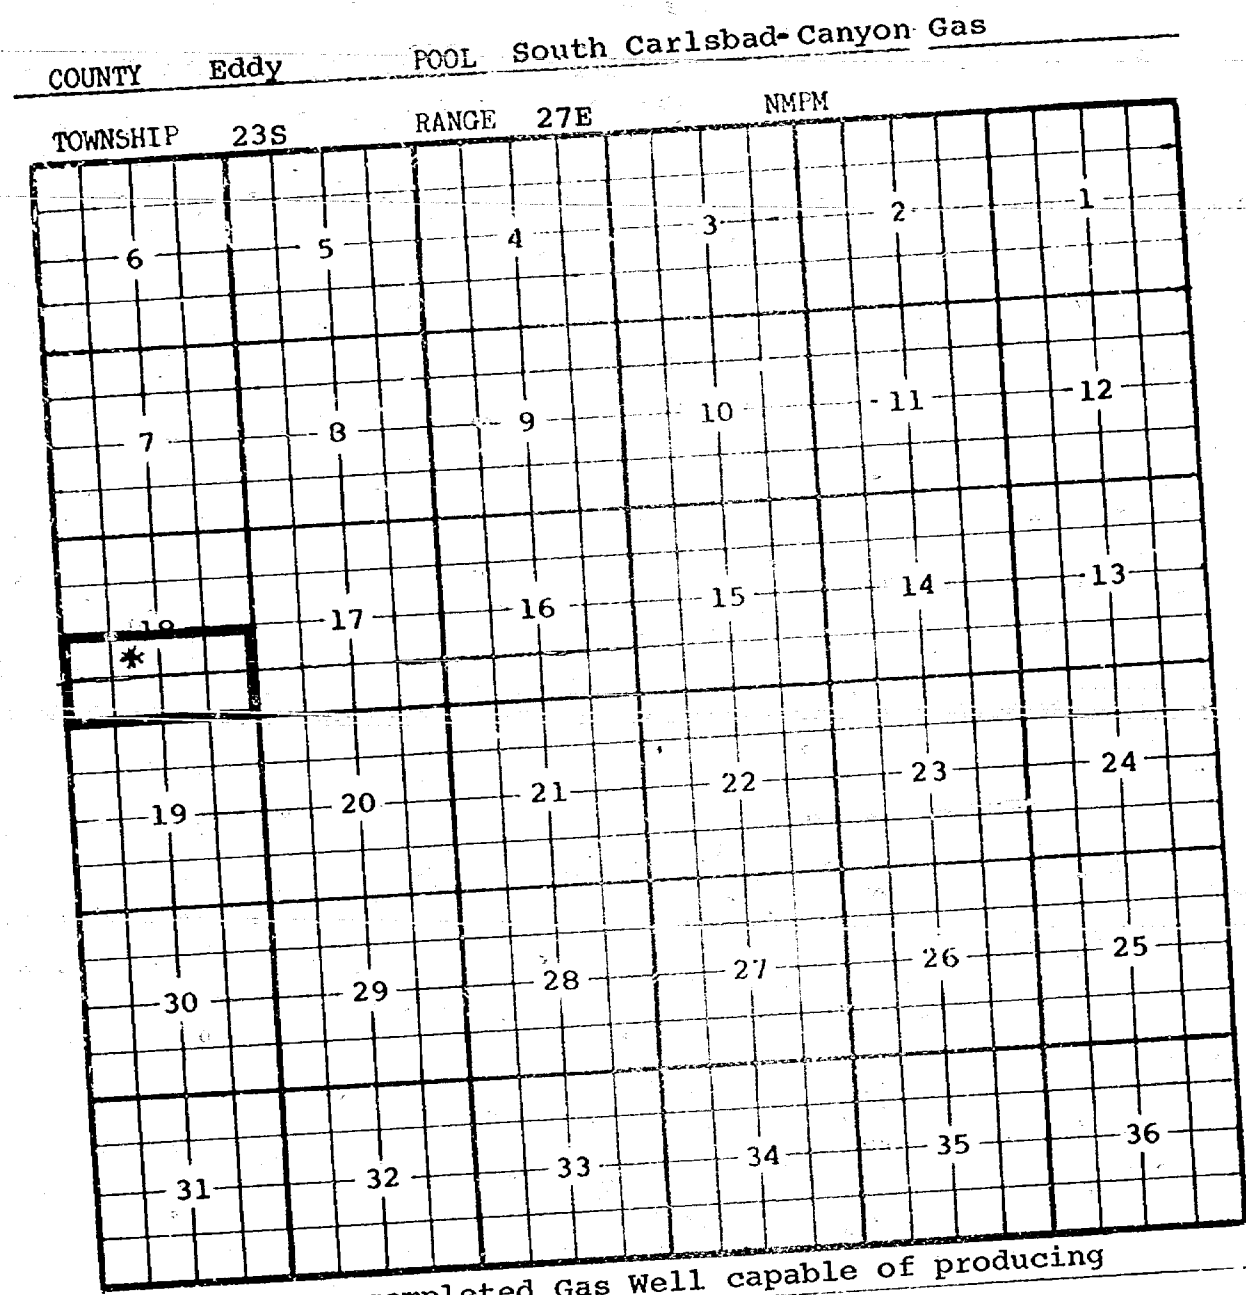 COUNTY Eddy POOL South Carlsbad-Canyon Gas
TOWNSHIP 23S RANGE 27E NMPM
6 5 4 3 2 1
7 8 9 10 11 12
18 17 16 15 14 13
*
19 20 21 22 23 24
30 29 28 27 26 25
31 32 33 34 35 36
Gas Well capable of producing